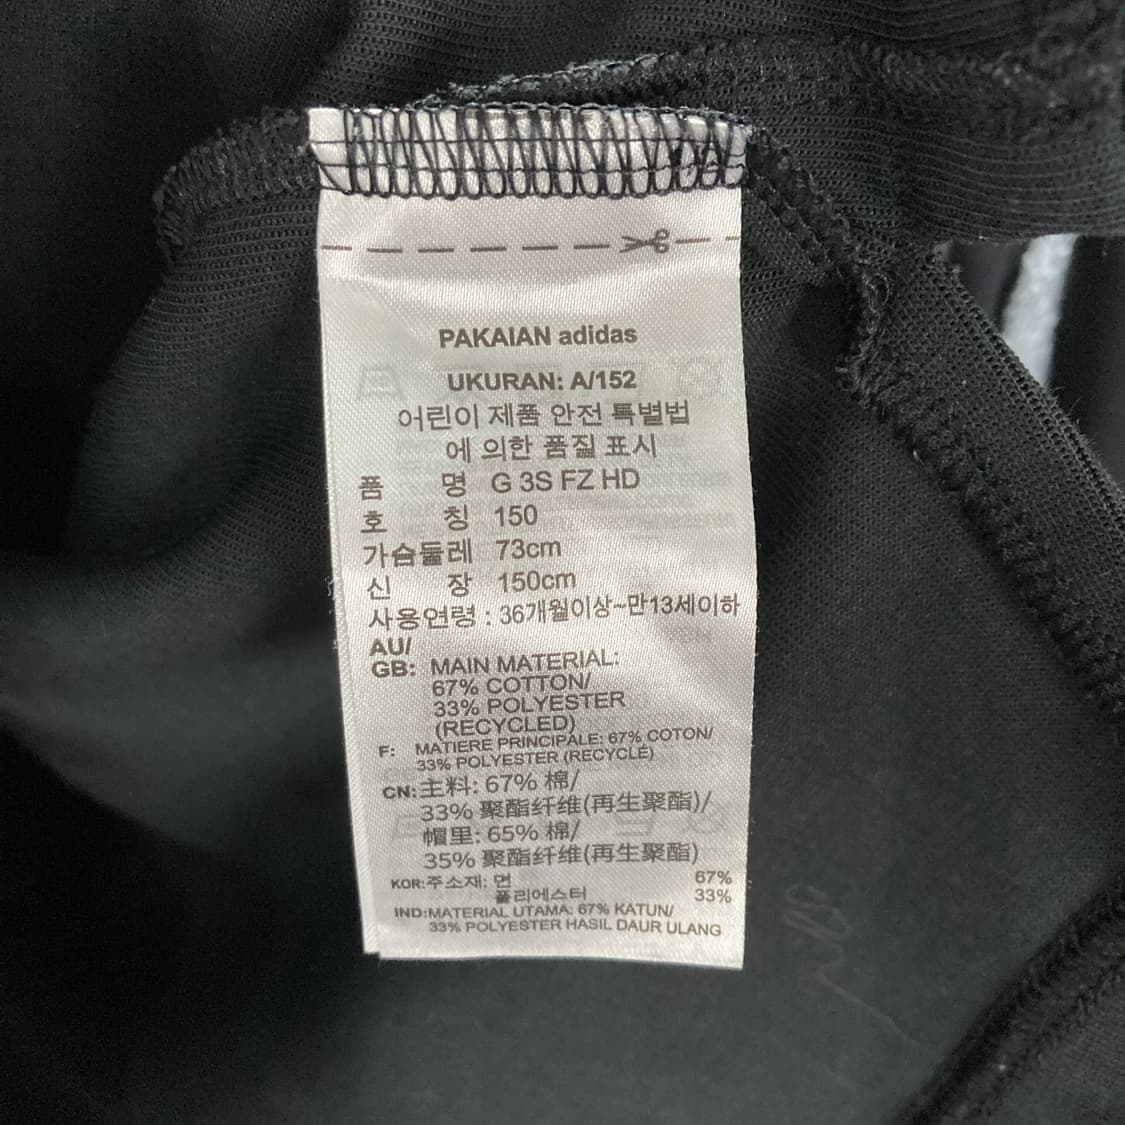 PAKAIAN adidas
UKURAN: A/152
어린이 제품 안전 특별법
에 의한 품질 표시
품 명 G 3S FZ HD
호 칭 150
가슴둘레 73cm
신 장 150cm
사용연령 : 36개월이상~만13세이하
AU/
GB: MAIN MATERIAL:
67% COTTON/
33% POLYESTER
(RECYCLED)
F: MATIERE PRINCIPALE: 67% COTON/
33% POLYESTER (RECYCLÉ)
CN:主料: 67% 棉/
33% 聚酯纤维(再生聚酯)/
帽里: 65% 棉/
35% 聚酯纤维(再生聚酯)
KOR:주소재: 면 67%
폴리에스터 33%
IND:MATERIAL UTAMA: 67% KATUN/
33% POLYESTER HASIL DAUR ULANG